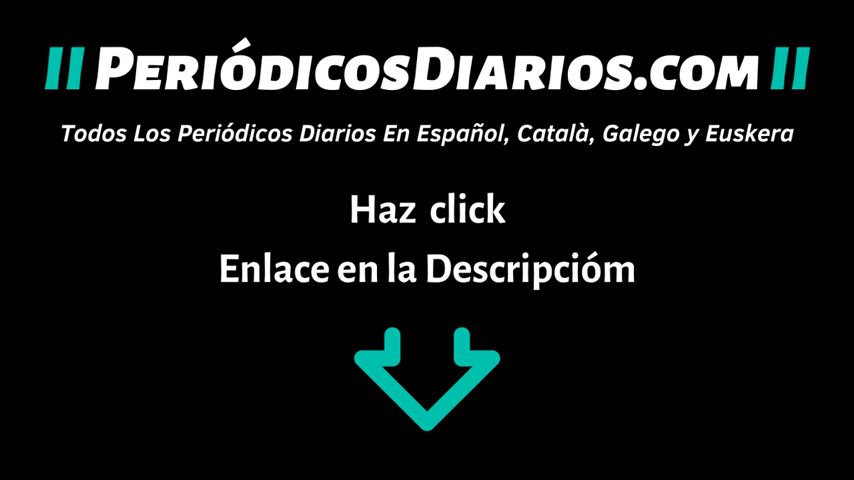 PERIÓDICOSDIARIOS.COM
Todos Los Periódicos Diarios En Español, Català, Galego y Euskera
Haz click
Enlace en la Descripcióm